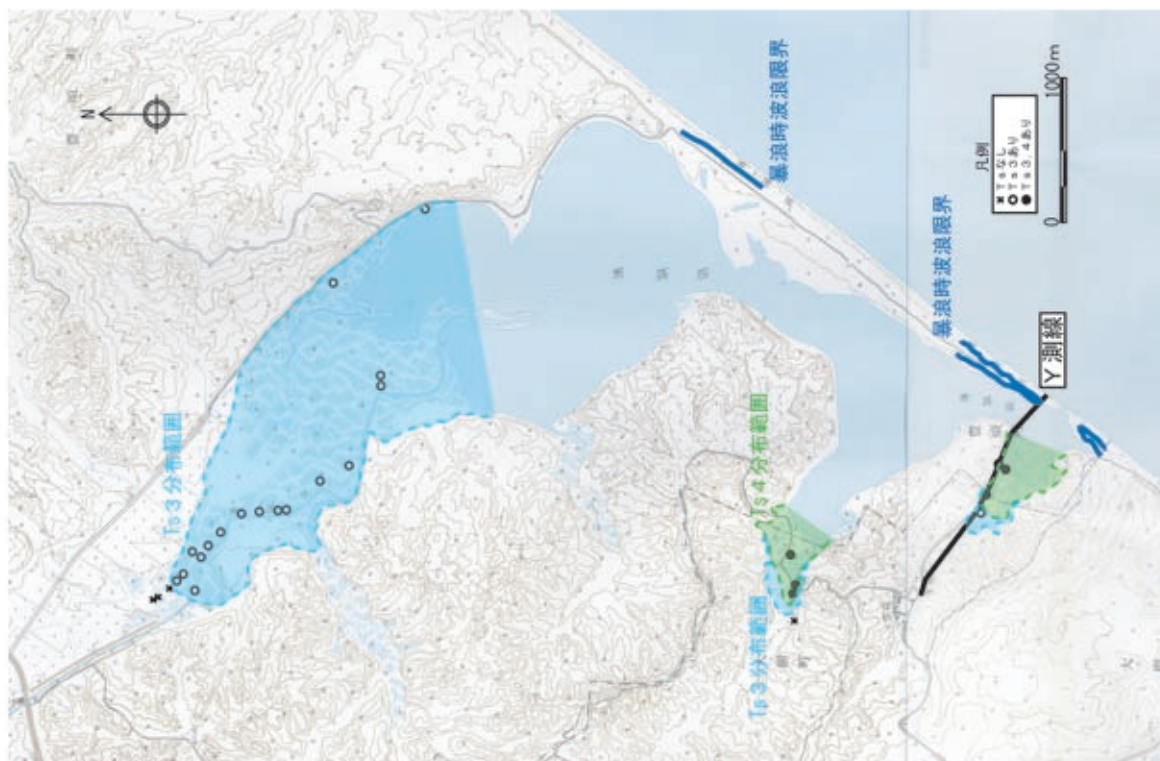 N
暴浪時波浪限界
凡例
Tsなし
Ts3あり
Ts3,4あり
0 1000m
暴浪時波浪限界
Y測線
Ts3分布範囲
Ts4分布範囲
Ts3分布範囲